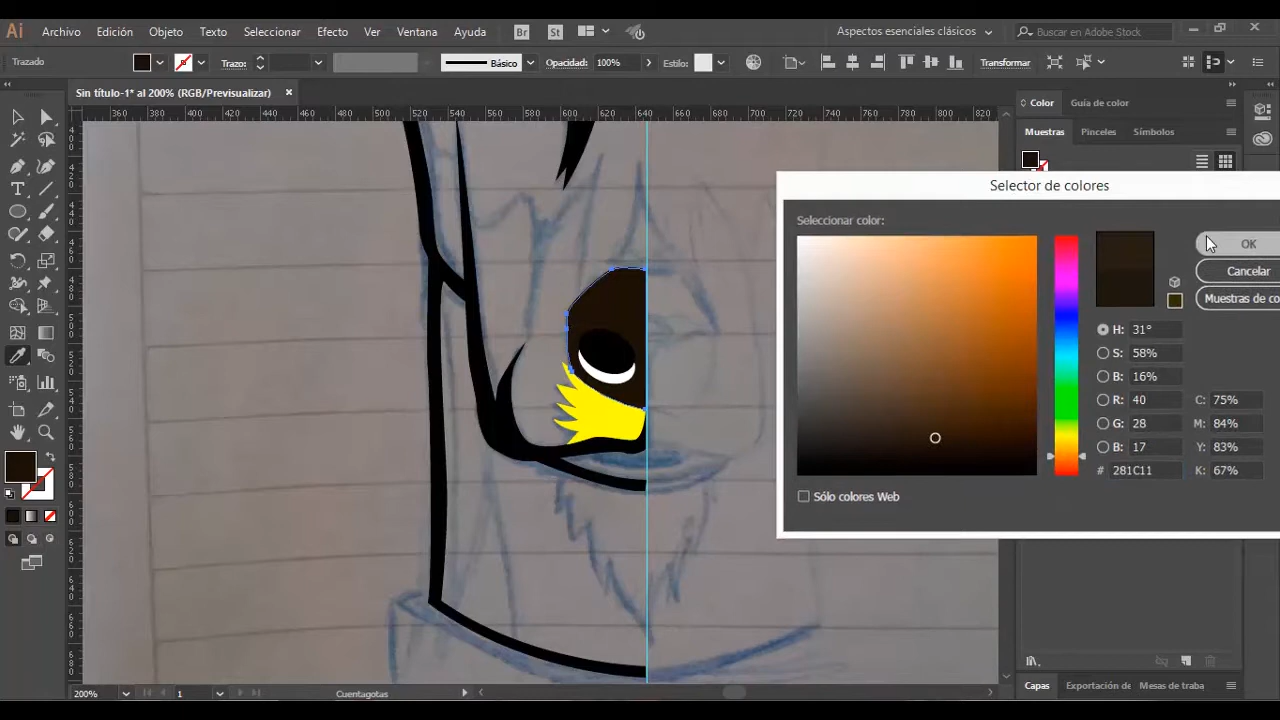 Ai Archivo Edición Objeto Texto Seleccionar Efecto Ver Ventana Ayuda Br St Aspectos esenciales clásicos Buscar en Adobe Stock
Trazado Trazo: Básico Opacidad: 100% Estilo: Transformar
Sin título-1* al 200% (RGB/Previsualizar) ×
Color Guía de color
360 380 400 420 440 460 480 500 520 540 560 580 600 620 640 660 680 700 720 740 760 780 800 820
Muestras Pinceles Símbolos
Selector de colores
Seleccionar color:
OK
Cancelar
Muestras de co
H: 31°
S: 58%
B: 16%
R: 40 C: 75%
G: 28 M: 84%
B: 17 Y: 83%
# 281C11 K: 67%
Sólo colores Web
Capas Exportación de Mesas de traba
200% 1 Cuentagotas